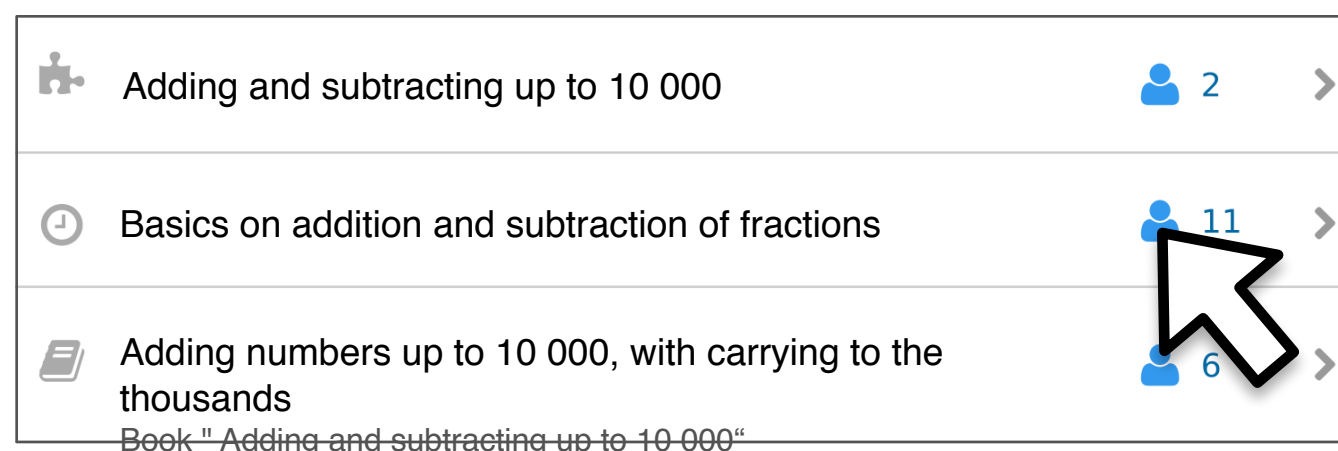 Adding and subtracting up to 10 000 2
Basics on addition and subtraction of fractions 11
Adding numbers up to 10 000, with carrying to the 6
thousands
Book " Adding and subtracting up to 10 000“